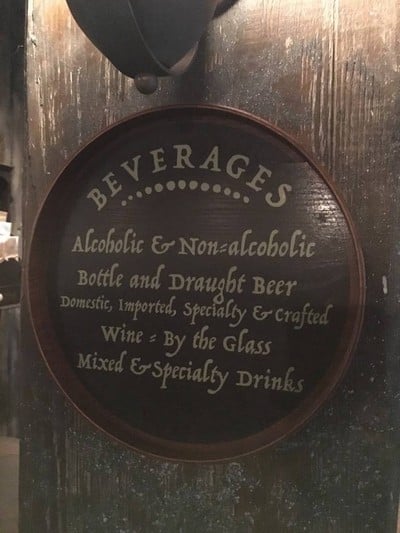 BEVERAGES
Alcoholic & Non=alcoholic
Bottle and Draught Beer
Domestic, Imported, Specialty & Crafted
Wine = By the Glass
Mixed & Specialty Drinks